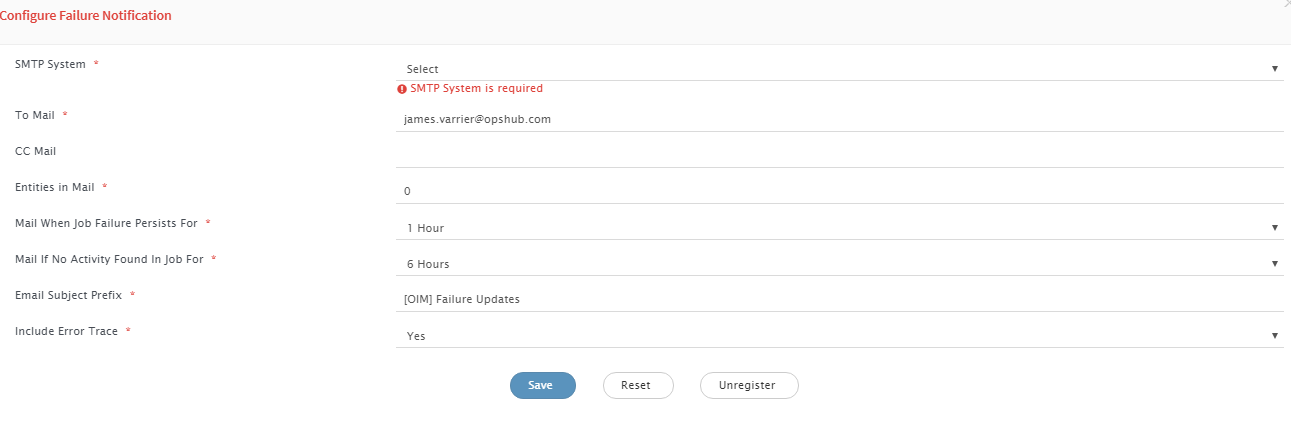 Configure Failure Notification
SMTP System *
Select
SMTP System is required
To Mail *
james.varrier@opshub.com
CC Mail
Entities in Mail *
0
Mail When Job Failure Persists For *
1 Hour
Mail If No Activity Found In Job For *
6 Hours
Email Subject Prefix *
[OIM] Failure Updates
Include Error Trace *
Yes
Save
Reset
Unregister